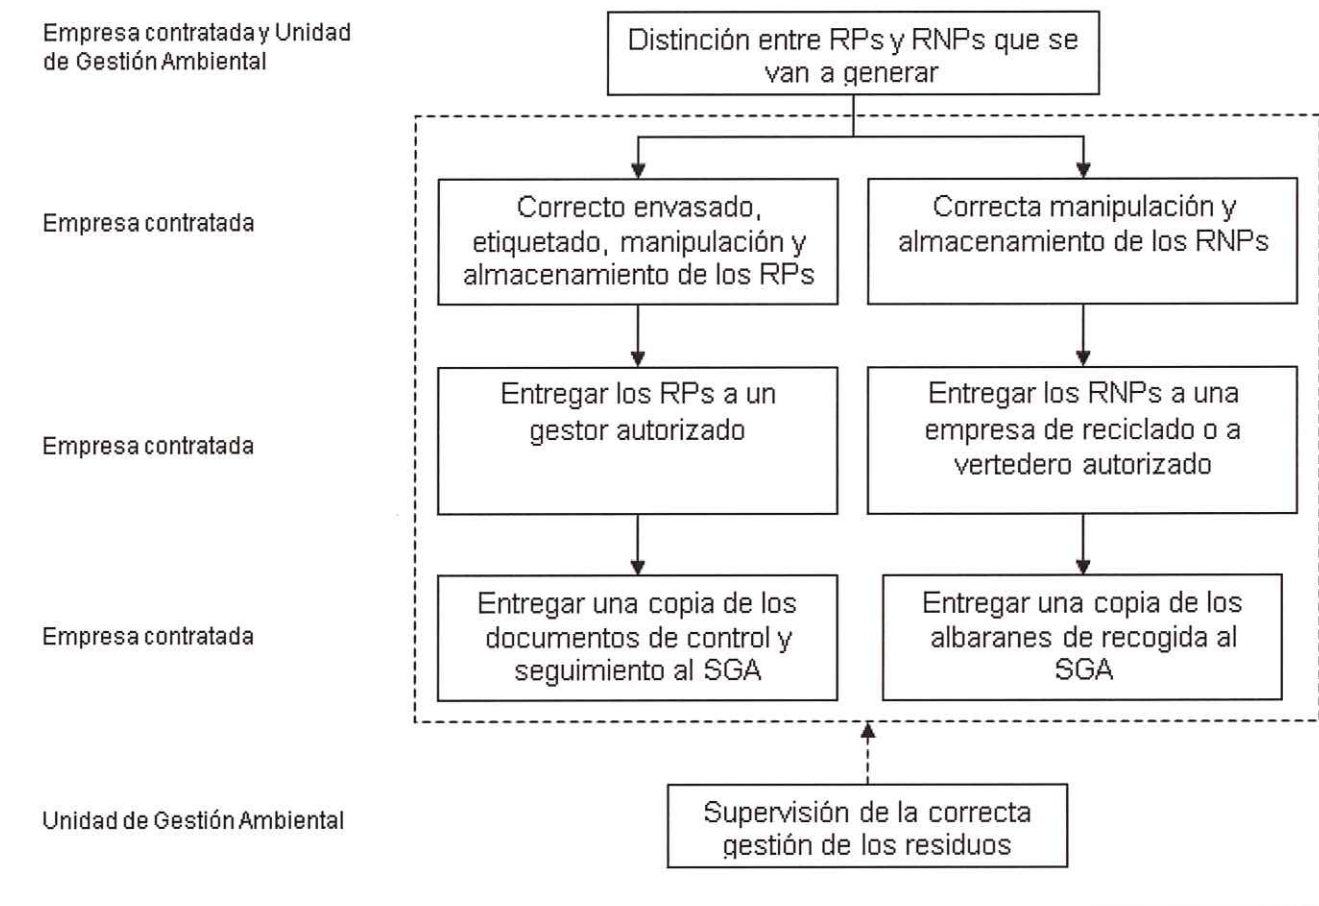 Empresa contratada y Unidad
de Gestión Ambiental
Distinción entre RPs y RNPs que se
van a generar
Empresa contratada
Correcto envasado,
etiquetado, manipulación y
almacenamiento de los RPs
Correcta manipulación y
almacenamiento de los RNPs
Empresa contratada
Entregar los RPs a un
gestor autorizado
Entregar los RNPs a una
empresa de reciclado o a
vertedero autorizado
Empresa contratada
Entregar una copia de los
documentos de control y
seguimiento al SGA
Entregar una copia de los
albaranes de recogida al
SGA
Unidad de Gestión Ambiental
Supervisión de la correcta
gestión de los residuos